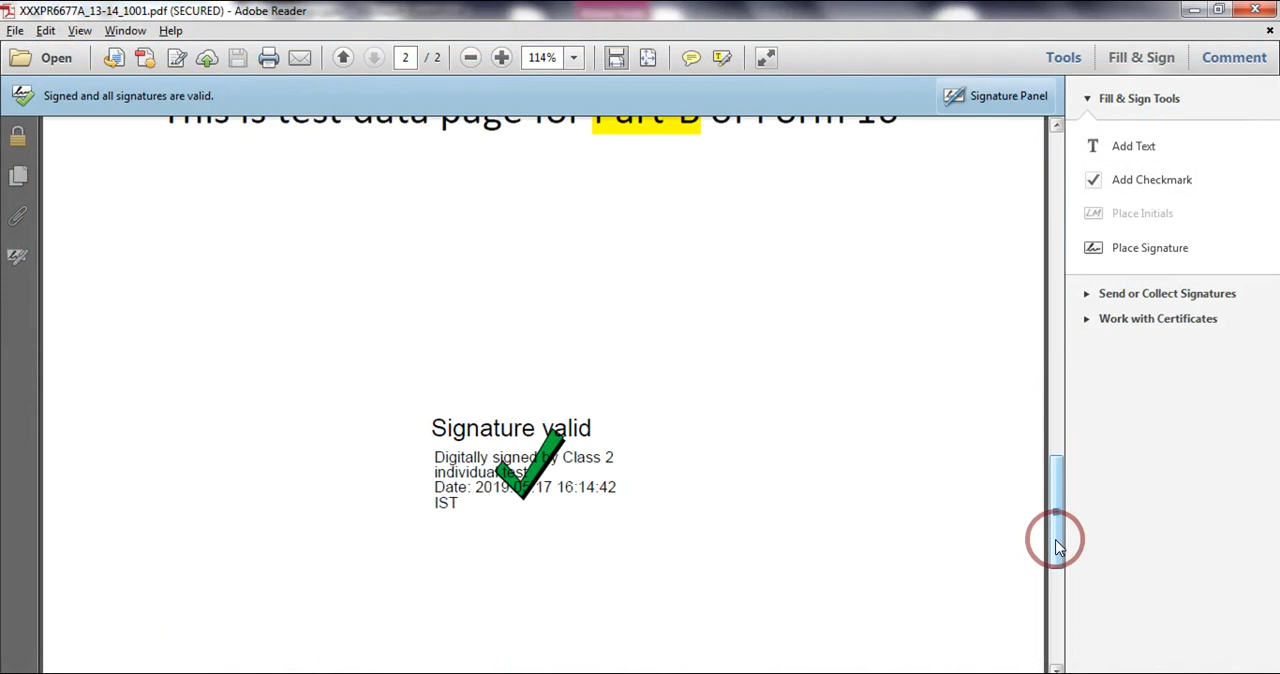 XXXPR6677A_13-14_1001.pdf (SECURED) - Adobe Reader
File Edit View Window Help
Open 2 / 2 114% Tools Fill & Sign Comment
Signed and all signatures are valid. Signature Panel
Fill & Sign Tools
This is test data page for Part-B of Form 16
T Add Text
Add Checkmark
LM Place Initials
Place Signature
Send or Collect Signatures
Work with Certificates
Signature valid
Digitally signed by Class 2
individual test
Date: 2019.05.17 16:14:42
IST